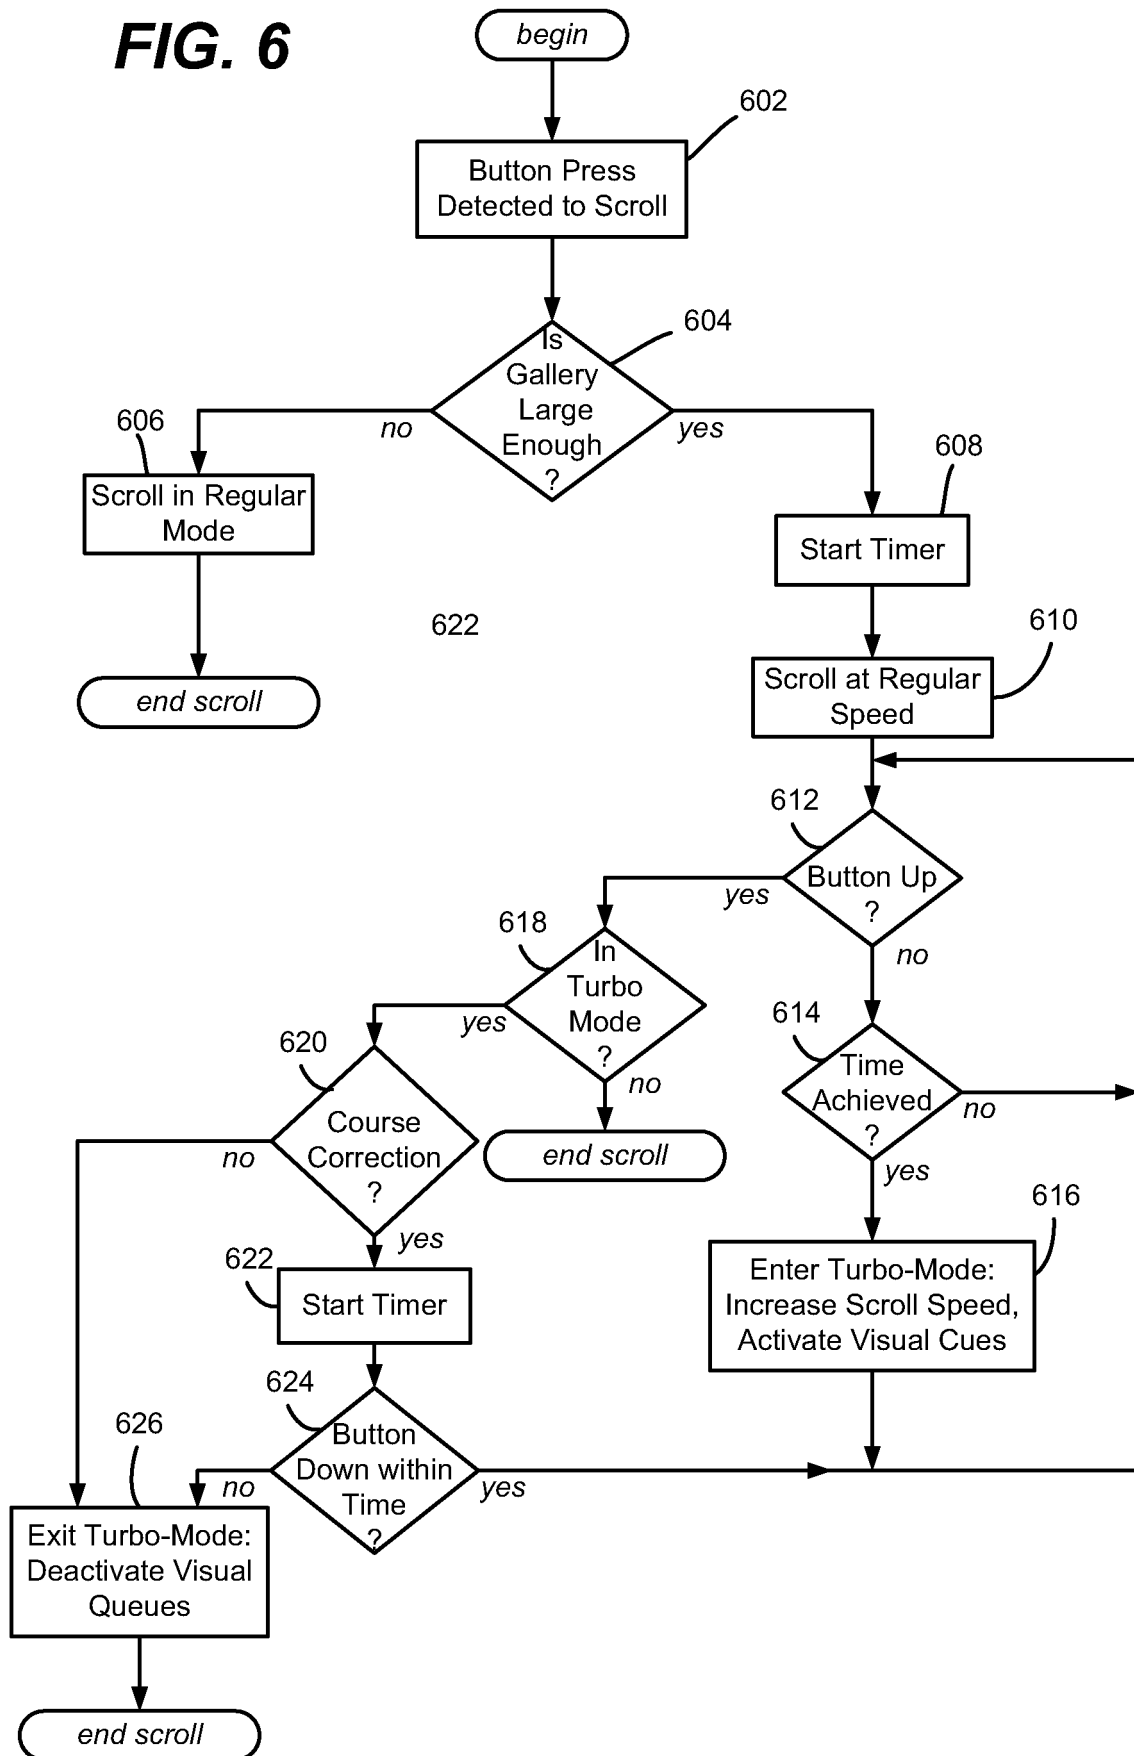 FIG. 6
begin
602
Button Press
Detected to Scroll
604
Is
Gallery
Large
Enough
?
no
yes
606
Scroll in Regular
Mode
608
Start Timer
622
610
end scroll
Scroll at Regular
Speed
612
Button Up
?
yes
no
618
In
Turbo
Mode
?
yes
no
614
Time
Achieved
?
no
yes
620
Course
Correction
?
no
yes
end scroll
616
Enter Turbo-Mode:
Increase Scroll Speed,
Activate Visual Cues
622
Start Timer
624
Button
Down within
Time
?
no
yes
626
Exit Turbo-Mode:
Deactivate Visual
Queues
end scroll